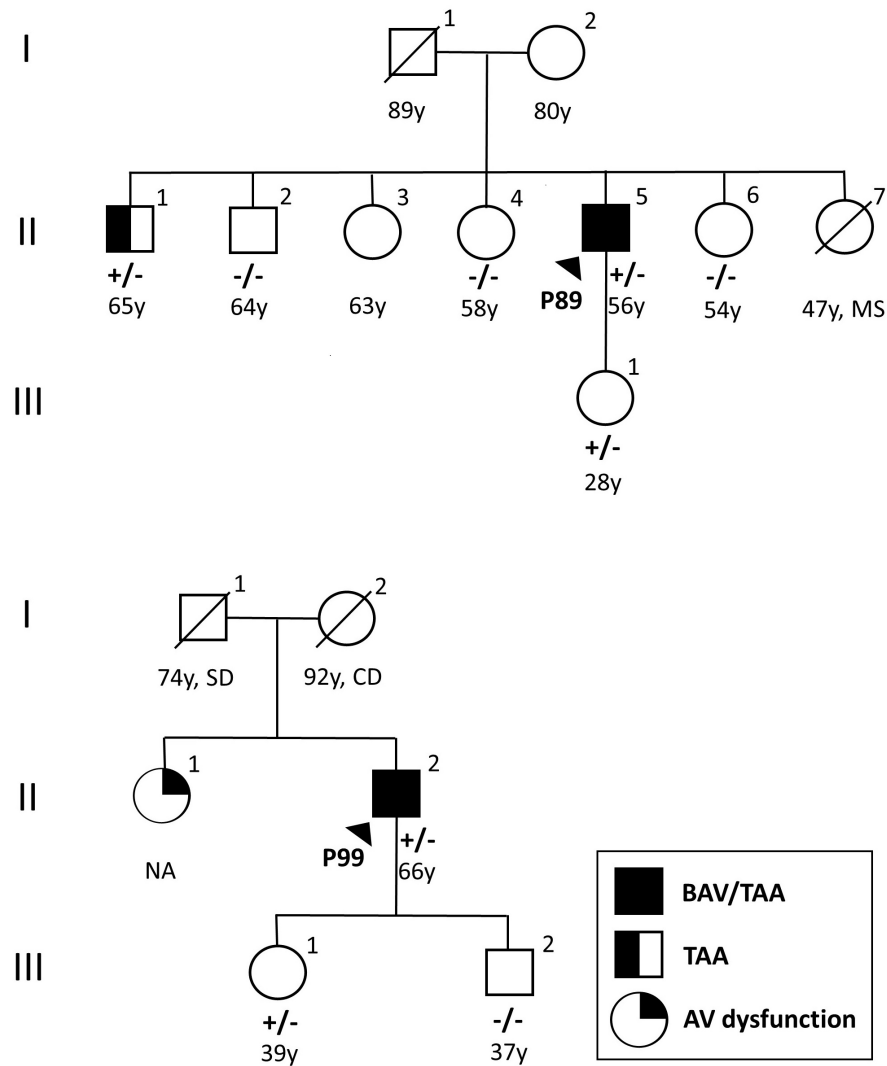 I
1
2
89y
80y
II
1
2
3
4
5
6
7
+/-
-/-
-/-
+/-
-/-
65y
64y
63y
58y
P89
56y
54y
47y, MS
III
1
+/-
28y
I
1
2
74y, SD
92y, CD
II
1
2
NA
P99
+/-
66y
III
1
2
+/-
-/-
39y
37y
BAV/TAA
TAA
AV dysfunction